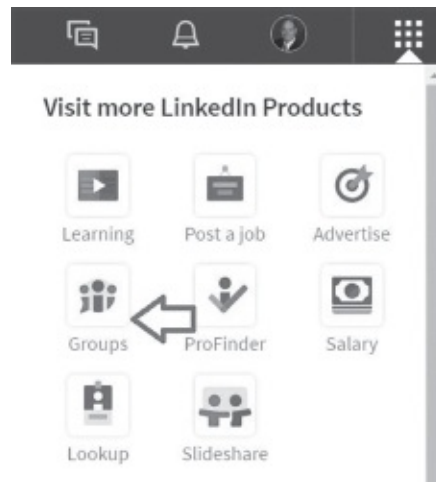 Visit more LinkedIn Products
Learning Post a job Advertise
Groups ProFinder Salary
Lookup Slideshare